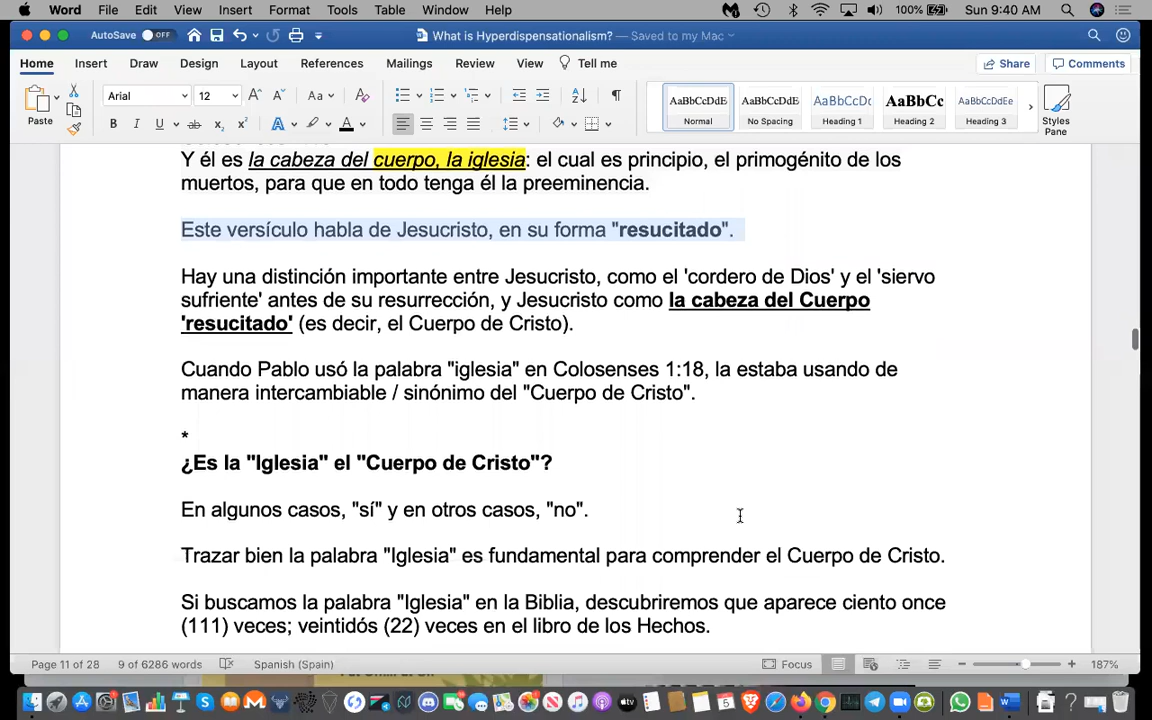 Word File Edit View Insert Format Tools Table Window Help 100% Sun 9:40 AM
AutoSave OFF What is Hyperdispensationalism? — Saved to my Mac
Home Insert Draw Design Layout References Mailings Review View Tell me Share Comments
Paste Arial 12 AaBbCcDdE Normal AaBbCcDdE No Spacing AaBbCcDc Heading 1 AaBbCc Heading 2 AaBbCcDdEe Heading 3 Styles Pane
Y él es la cabeza del cuerpo, la iglesia: el cual es principio, el primogénito de los
muertos, para que en todo tenga él la preeminencia.
Este versículo habla de Jesucristo, en su forma "resucitado".
Hay una distinción importante entre Jesucristo, como el 'cordero de Dios' y el 'siervo
sufriente' antes de su resurrección, y Jesucristo como la cabeza del Cuerpo
'resucitado' (es decir, el Cuerpo de Cristo).
Cuando Pablo usó la palabra "iglesia" en Colosenses 1:18, la estaba usando de
manera intercambiable / sinónimo del "Cuerpo de Cristo".
*
¿Es la "Iglesia" el "Cuerpo de Cristo"?
En algunos casos, "sí" y en otros casos, "no".
Trazar bien la palabra "Iglesia" es fundamental para comprender el Cuerpo de Cristo.
Si buscamos la palabra "Iglesia" en la Biblia, descubriremos que aparece ciento once
(111) veces; veintidós (22) veces en el libro de los Hechos.
Page 11 of 28 9 of 6286 words Spanish (Spain) Focus 187%